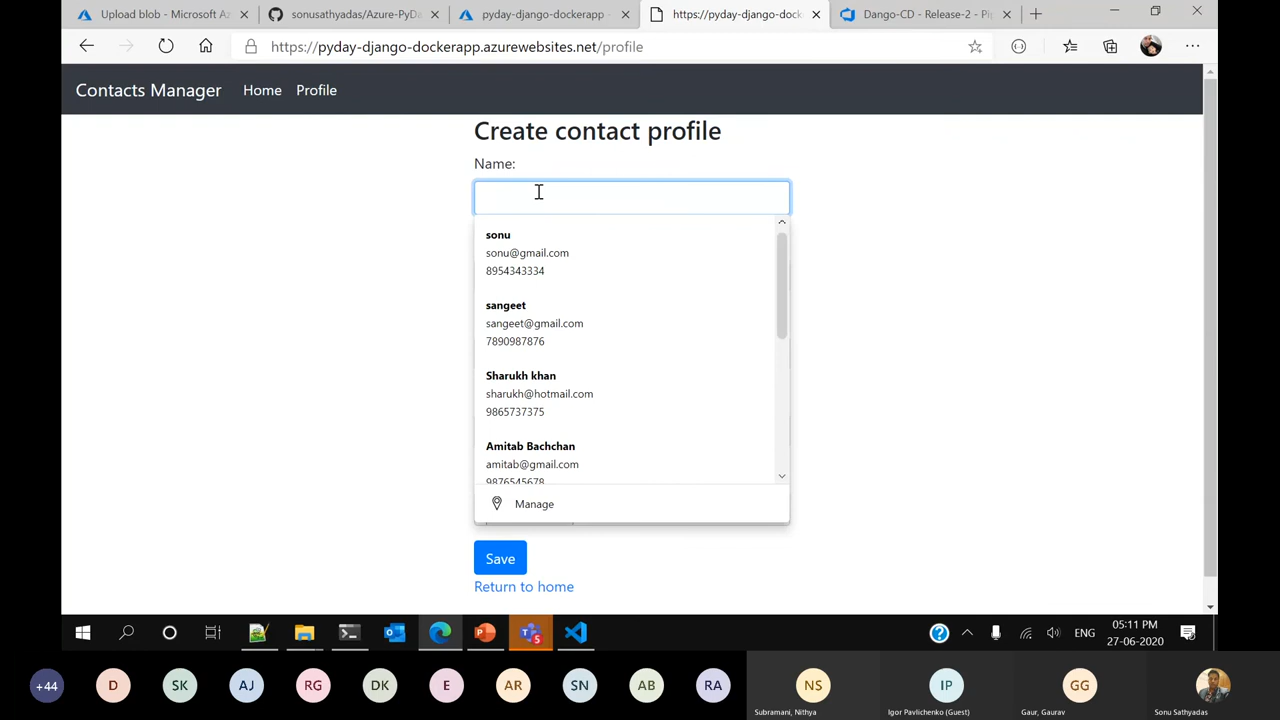 Upload blob - Microsoft Az
sonusathyadas/Azure-PyDa
pyday-django-dockerapp -
https://pyday-django-dock
Dango-CD - Release-2 - Pip
https://pyday-django-dockerapp.azurewebsites.net/profile
Contacts Manager
Home
Profile
Create contact profile
Name:
sonu
sonu@gmail.com
8954343334
sangeet
sangeet@gmail.com
7890987876
Sharukh khan
sharukh@hotmail.com
9865737375
Amitab Bachchan
amitab@gmail.com
9876545678
Manage
Save
Return to home
5
ENG
05:11 PM
27-06-2020
+44
D
SK
AJ
RG
DK
E
AR
SN
AB
RA
NS
IP
GG
Subramani, Nithya
Igor Pavlichenko (Guest)
Gaur, Gaurav
Sonu Sathyadas